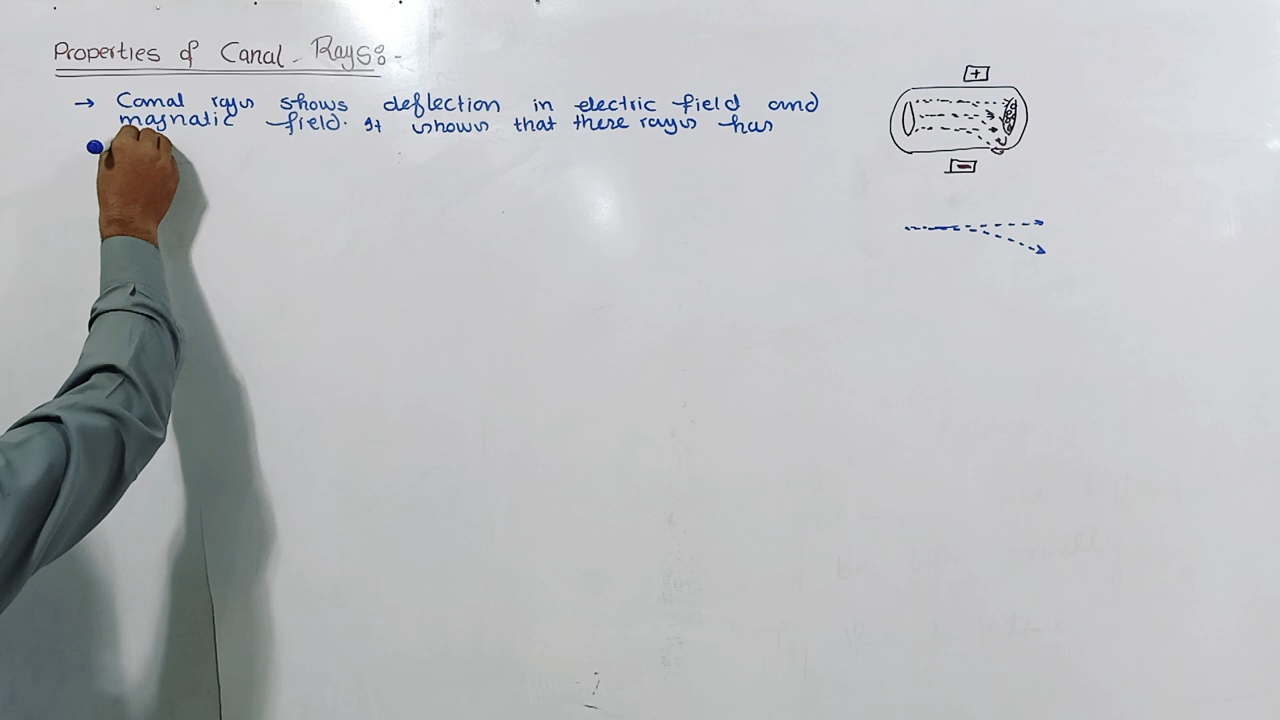 Properties of Canal - Rays:-
→ Canal rays shows deflection in electric field and
magnatic field. It shows that these rays has
+
-